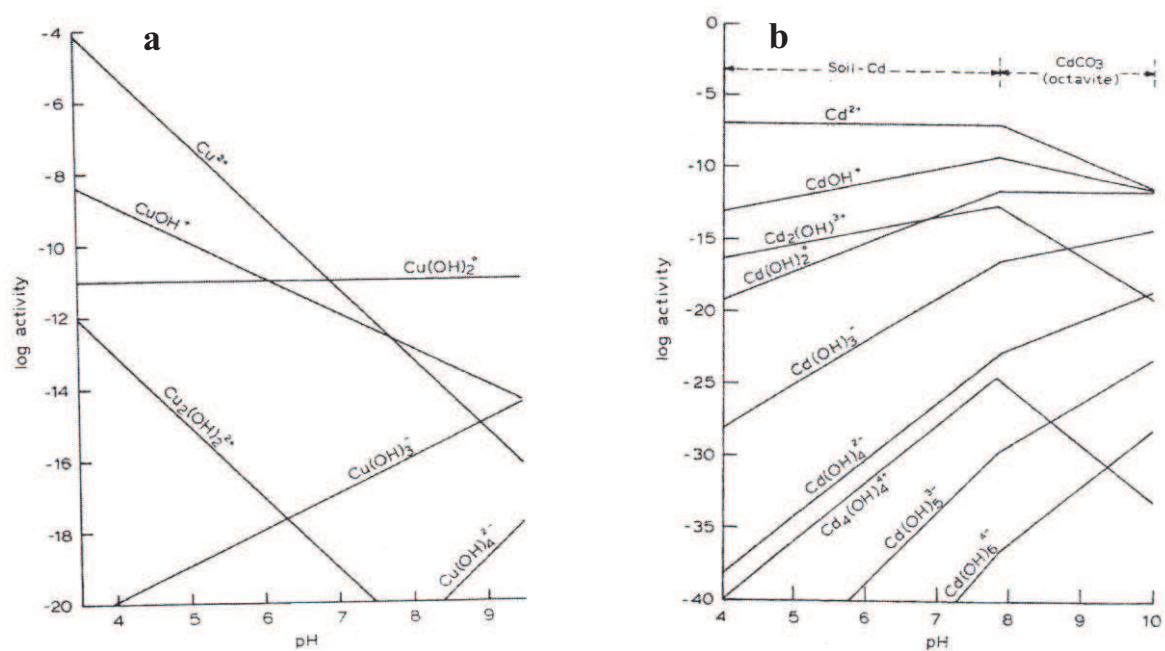 a
-4
-6
-8
-10
-12
-14
-16
-18
-20
log activity
4 5 6 7 8 9
pH
Cu²⁺
CuOH⁺
Cu(OH)₂°
Cu₂(OH)₂²⁺
Cu(OH)₃⁻
Cu(OH)₄²⁻
b
0
-5
-10
-15
-20
-25
-30
-35
-40
log activity
4 5 6 7 8 9 10
pH
Soil-Cd
CdCO₃
(octavite)
Cd²⁺
CdOH⁺
Cd₂(OH)³⁺
Cd(OH)₂°
Cd(OH)₃⁻
Cd(OH)₄²⁻
Cd₄(OH)₄⁴⁺
Cd(OH)₅³⁻
Cd(OH)₆⁴⁻